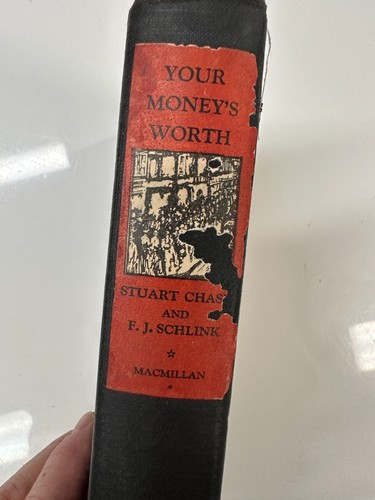 YOUR
MONEY'S
WORTH
STUART CHAS
AND
F. J. SCHLINK
MACMILLAN